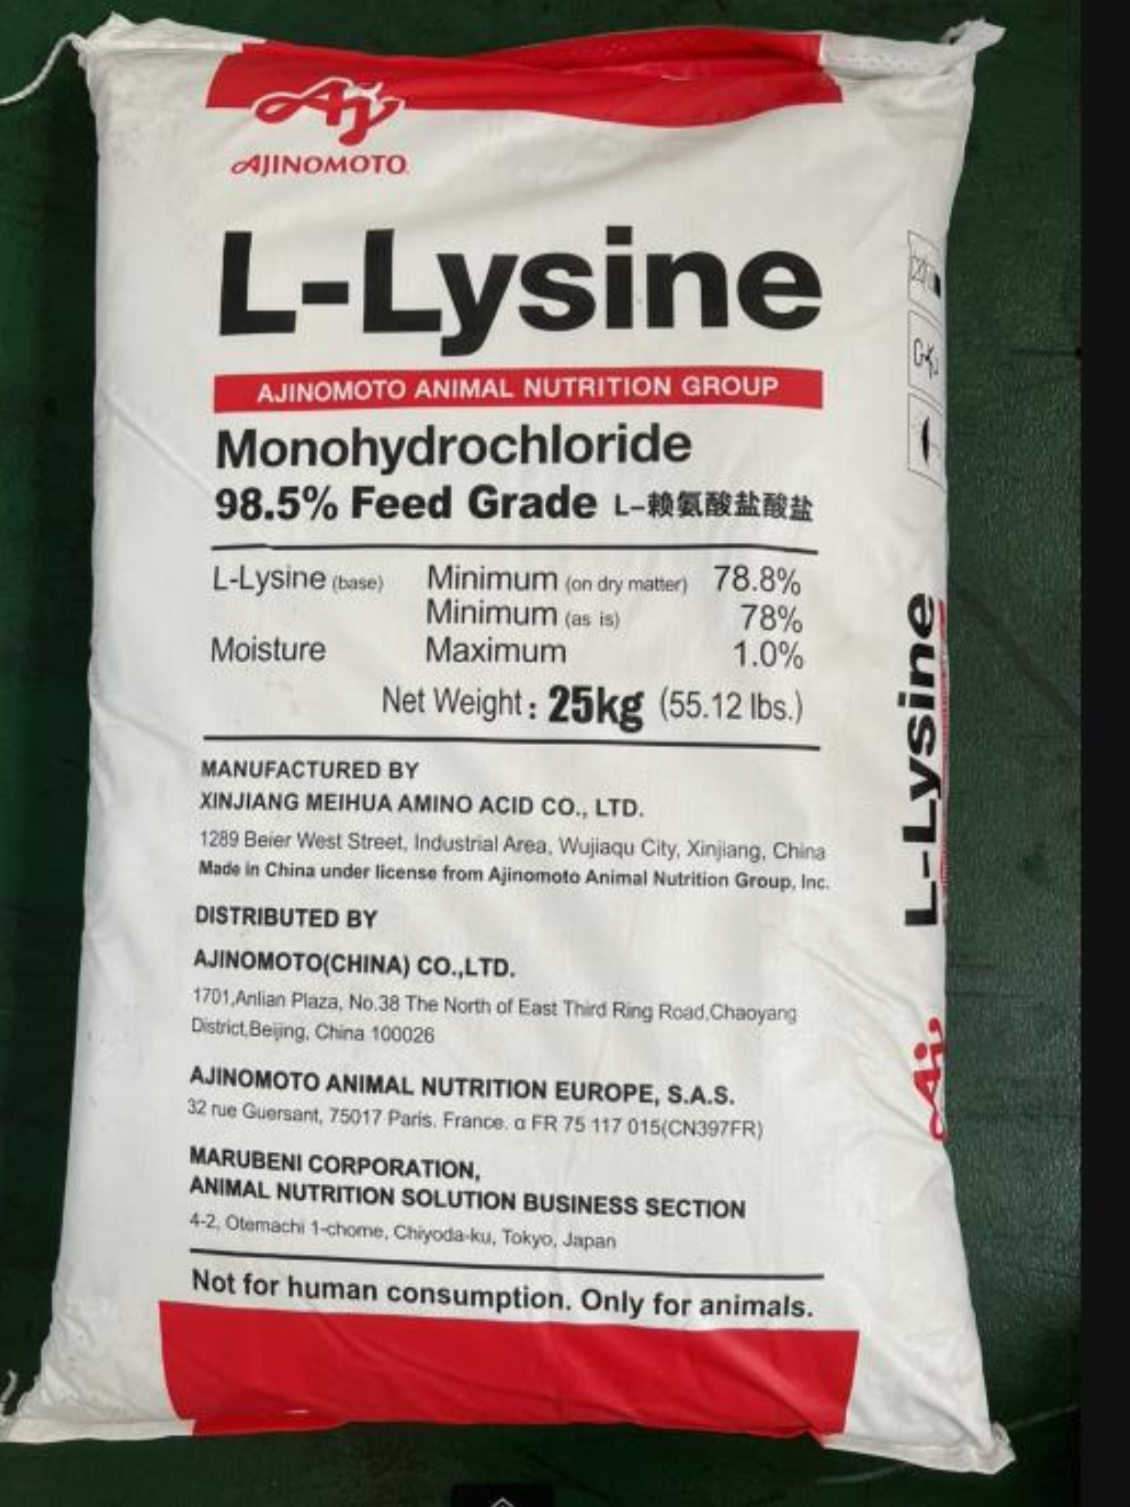 Aj
AJINOMOTO
L-Lysine
AJINOMOTO ANIMAL NUTRITION GROUP
Monohydrochloride
98.5% Feed Grade L-赖氨酸盐酸盐
L-Lysine (base) Minimum (on dry matter) 78.8%
Minimum (as is) 78%
Moisture Maximum 1.0%
Net Weight: 25kg (55.12 lbs.)
MANUFACTURED BY
XINJIANG MEIHUA AMINO ACID CO., LTD.
1289 Beier West Street, Industrial Area, Wujiaqu City, Xinjiang, China
Made in China under license from Ajinomoto Animal Nutrition Group, Inc.
DISTRIBUTED BY
AJINOMOTO(CHINA) CO.,LTD.
1701,Anlian Plaza, No.38 The North of East Third Ring Road,Chaoyang
District,Beijing, China 100026
AJINOMOTO ANIMAL NUTRITION EUROPE, S.A.S.
32 rue Guersant, 75017 Paris. France. α FR 75 117 015(CN397FR)
MARUBENI CORPORATION,
ANIMAL NUTRITION SOLUTION BUSINESS SECTION
4-2, Otemachi 1-chome, Chiyoda-ku, Tokyo, Japan
Not for human consumption. Only for animals.
L-Lysine
Aj